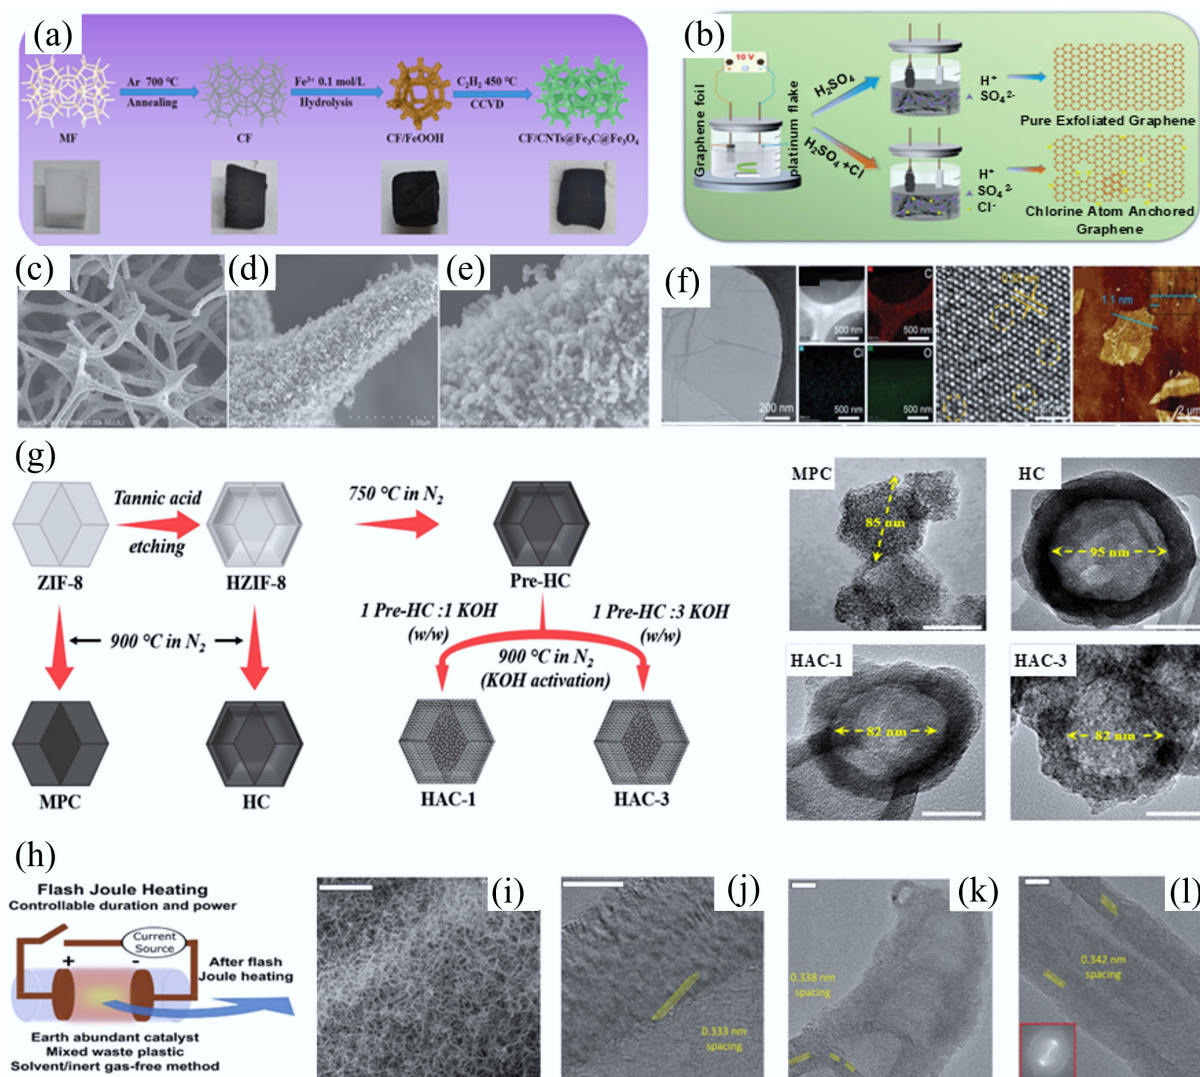 (a)
Ar 700 °C
Annealing
Fe³⁺ 0.1 mol/L
Hydrolysis
C₂H₂ 450 °C
CCVD
MF
CF
CF/FeOOH
CF/CNTs@Fe₃C@Fe₃O₄
(b)
10 V
Graphene foil
platinum flake
H₂SO₄
H₂SO₄ +Cl
H⁺
SO₄²⁻
Pure Exfoliated Graphene
H⁺
SO₄²⁻
Cl⁻
Chlorine Atom Anchored
Graphene
(c)
(d)
(e)
(f)
200 nm
500 nm
C
500 nm
Cl
500 nm
O
500 nm
1.1 nm
(g)
ZIF-8
Tannic acid
etching
HZIF-8
750 °C in N₂
Pre-HC
900 °C in N₂
1 Pre-HC :1 KOH
(w/w)
1 Pre-HC :3 KOH
(w/w)
900 °C in N₂
(KOH activation)
MPC
HC
HAC-1
HAC-3
MPC
85 nm
HC
95 nm
HAC-1
82 nm
HAC-3
82 nm
(h)
Flash Joule Heating
Controllable duration and power
Current
Source
+
-
After flash
Joule heating
Earth abundant catalyst
Mixed waste plastic
Solvent/inert gas-free method
(i)
(j)
0.333 nm
spacing
(k)
0.338 nm
spacing
(l)
0.342 nm
spacing